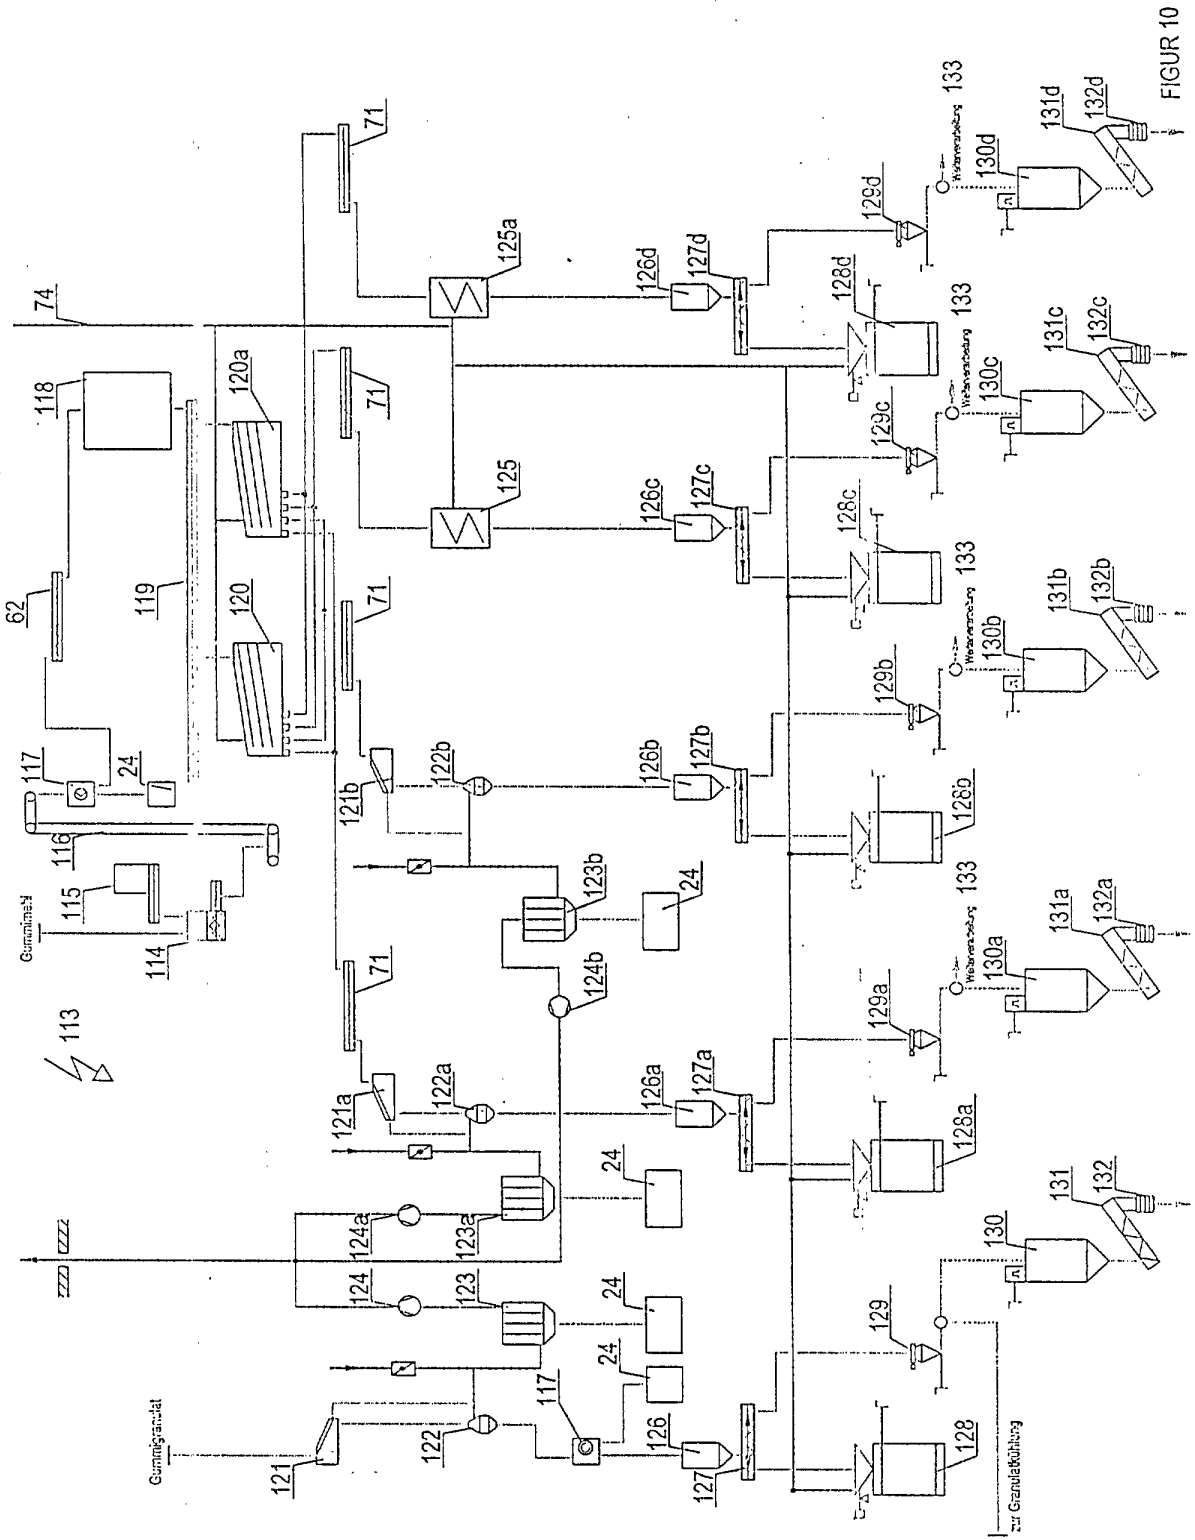 FIGUR 10
113
Gummimehl
114
115
116
117
24
62
118
119
120
120a
74
71
71
71
71
Gummigranulat
121
122
117
24
24
123
124
124a
123a
24
121a
122a
124b
123b
24
121b
122b
125
125a
126
127
126a
127a
126b
127b
126c
127c
126d
127d
128
128a
128b
128c
128d
129
129a
129b
129c
129d
zur Granulatkühlung
Weiterverarbeitung 133
Weiterverarbeitung 133
Weiterverarbeitung 133
Weiterverarbeitung 133
130
130a
130b
130c
130d
131
132
131a
132a
131b
132b
131c
132c
131d
132d